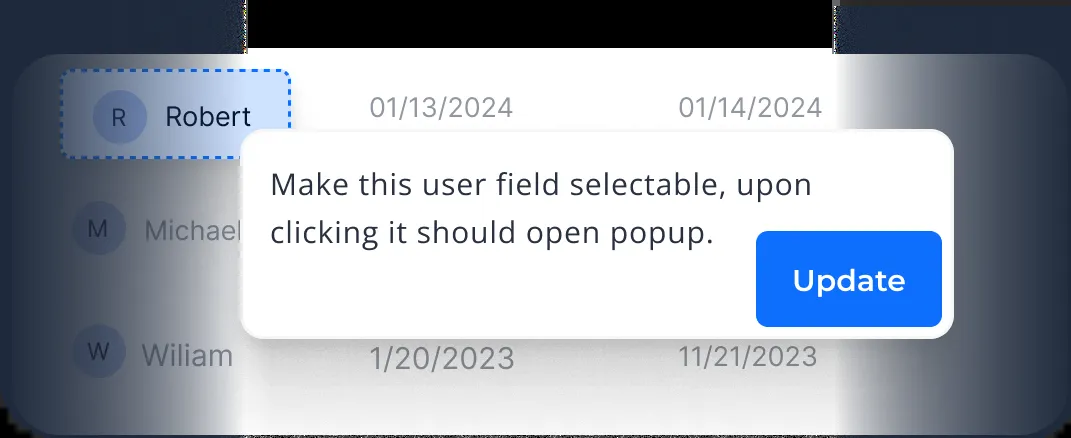 R Robert 01/13/2024 01/14/2024
Make this user field selectable, upon
clicking it should open popup.
M Michael
Update
W Wiliam 1/20/2023 11/21/2023